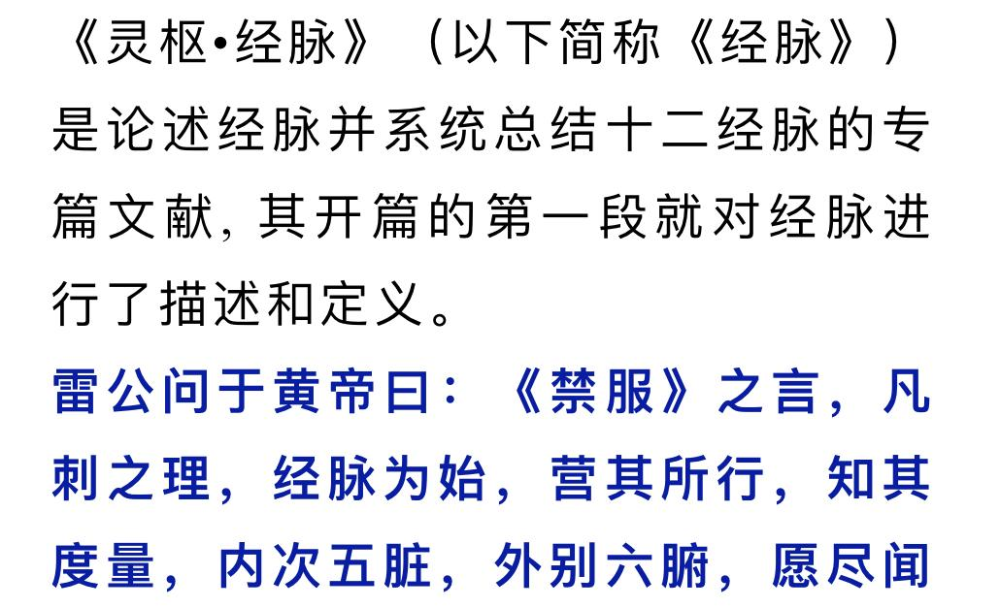 《灵枢•经脉》（以下简称《经脉》）
是论述经脉并系统总结十二经脉的专
篇文献,其开篇的第一段就对经脉进
行了描述和定义。
雷公问于黄帝曰：《禁服》之言，凡
刺之理，经脉为始，营其所行，知其
度量，内次五脏，外别六腑，愿尽闻